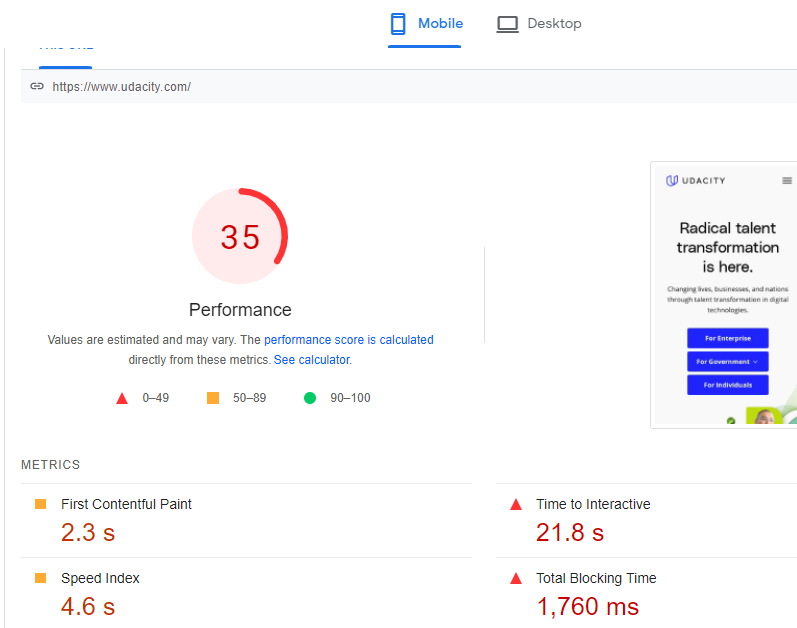 Mobile
Desktop
THIS URL
https://www.udacity.com/
35
Performance
Values are estimated and may vary. The performance score is calculated
directly from these metrics. See calculator.
0–49
50–89
90–100
UDACITY
Radical talent
transformation
is here.
Changing lives, businesses, and nations
through talent transformation in digital
technologies.
For Enterprise
For Government
For Individuals
METRICS
First Contentful Paint
2.3 s
Time to Interactive
21.8 s
Speed Index
4.6 s
Total Blocking Time
1,760 ms